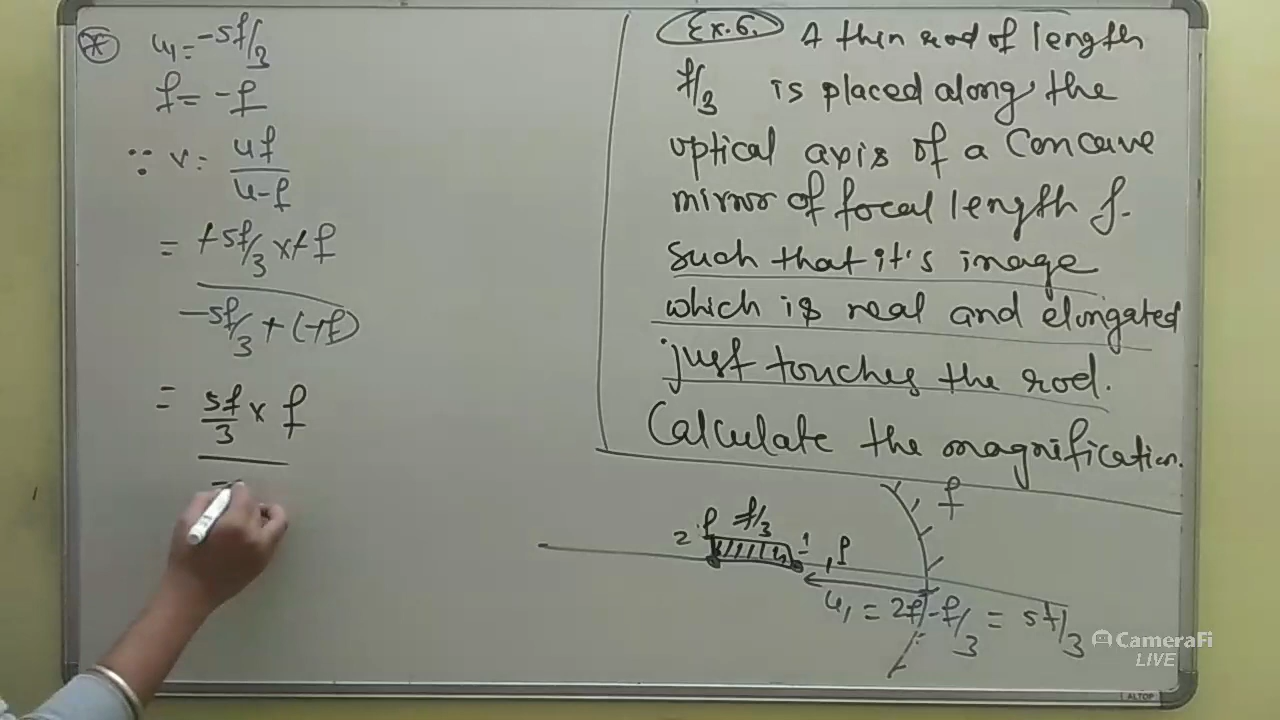 * u₁ = -5f/3
f = -f
∵ v = uf/u-f
= +5f/3 x+f
-5f/3 + (+f)
= 5f/3 x f
Ex.6. A thin rod of length
f/3 is placed along the
optical axis of a Concave
mirror of focal length f.
Such that it's image
which is real and elongated
just touches the rod.
Calculate the magnification.
f
2f f/3 1 f
u₁ = 2f - f/3 = 5f/3
CameraFi
LIVE
ALTOP